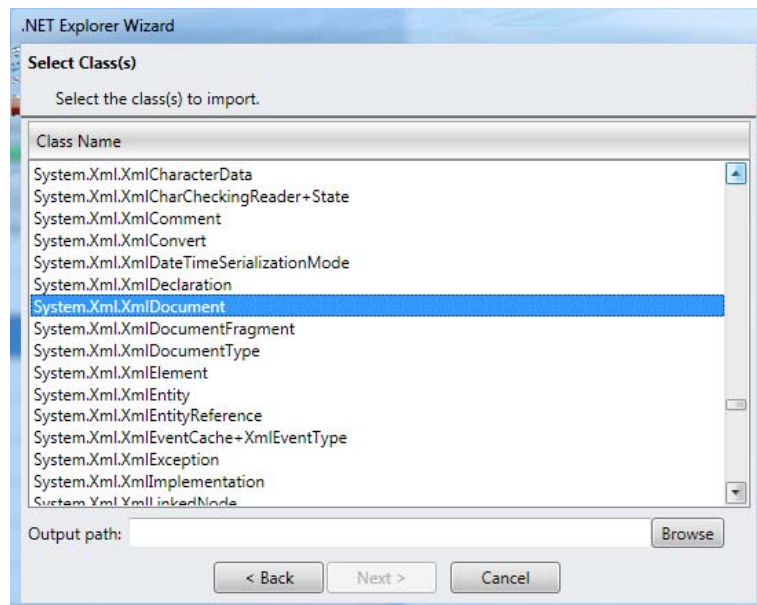 .NET Explorer Wizard
Select Class(s)
Select the class(s) to import.
Class Name
System.Xml.XmlCharacterData
System.Xml.XmlCharCheckingReader+State
System.Xml.XmlComment
System.Xml.XmlConvert
System.Xml.XmlDateTimeSerializationMode
System.Xml.XmlDeclaration
System.Xml.XmlDocument
System.Xml.XmlDocumentFragment
System.Xml.XmlDocumentType
System.Xml.XmlElement
System.Xml.XmlEntity
System.Xml.XmlEntityReference
System.Xml.XmlEventCache+XmlEventType
System.Xml.XmlException
System.Xml.XmlImplementation
System.Xml.XmlLinkedNode
Output path: Browse
< Back Next > Cancel